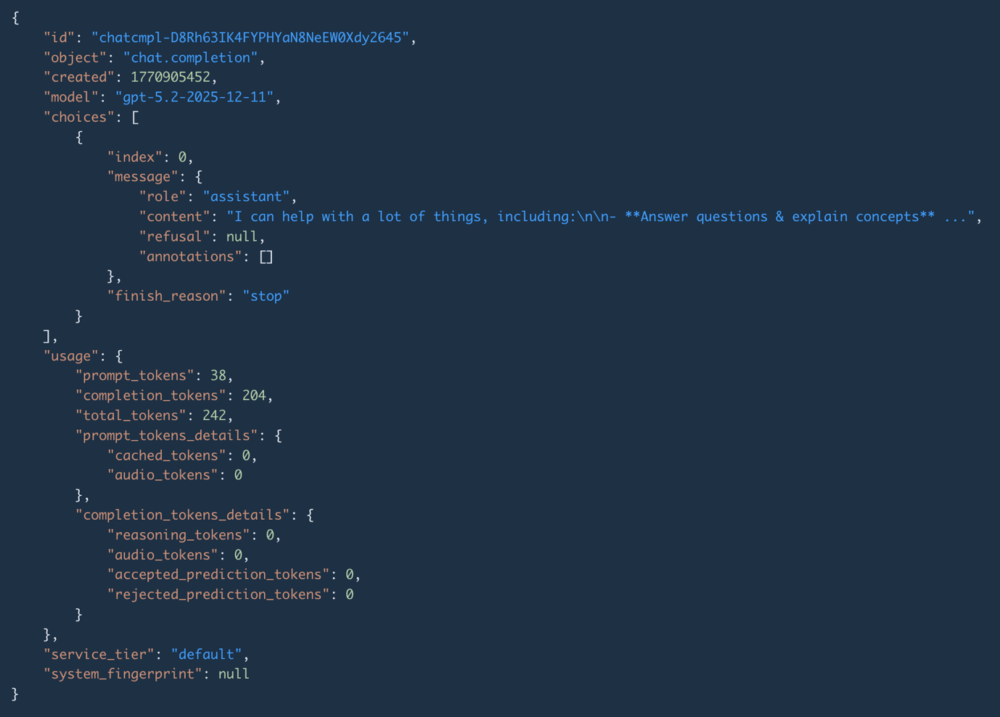 {
    "id": "chatcmpl-D8Rh63IK4FYPHYaN8NeEW0Xdy2645",
    "object": "chat.completion",
    "created": 1770905452,
    "model": "gpt-5.2-2025-12-11",
    "choices": [
        {
            "index": 0,
            "message": {
                "role": "assistant",
                "content": "I can help with a lot of things, including:\n\n- **Answer questions & explain concepts** ...",
                "refusal": null,
                "annotations": []
            },
            "finish_reason": "stop"
        }
    ],
    "usage": {
        "prompt_tokens": 38,
        "completion_tokens": 204,
        "total_tokens": 242,
        "prompt_tokens_details": {
            "cached_tokens": 0,
            "audio_tokens": 0
        },
        "completion_tokens_details": {
            "reasoning_tokens": 0,
            "audio_tokens": 0,
            "accepted_prediction_tokens": 0,
            "rejected_prediction_tokens": 0
        }
    },
    "service_tier": "default",
    "system_fingerprint": null
}